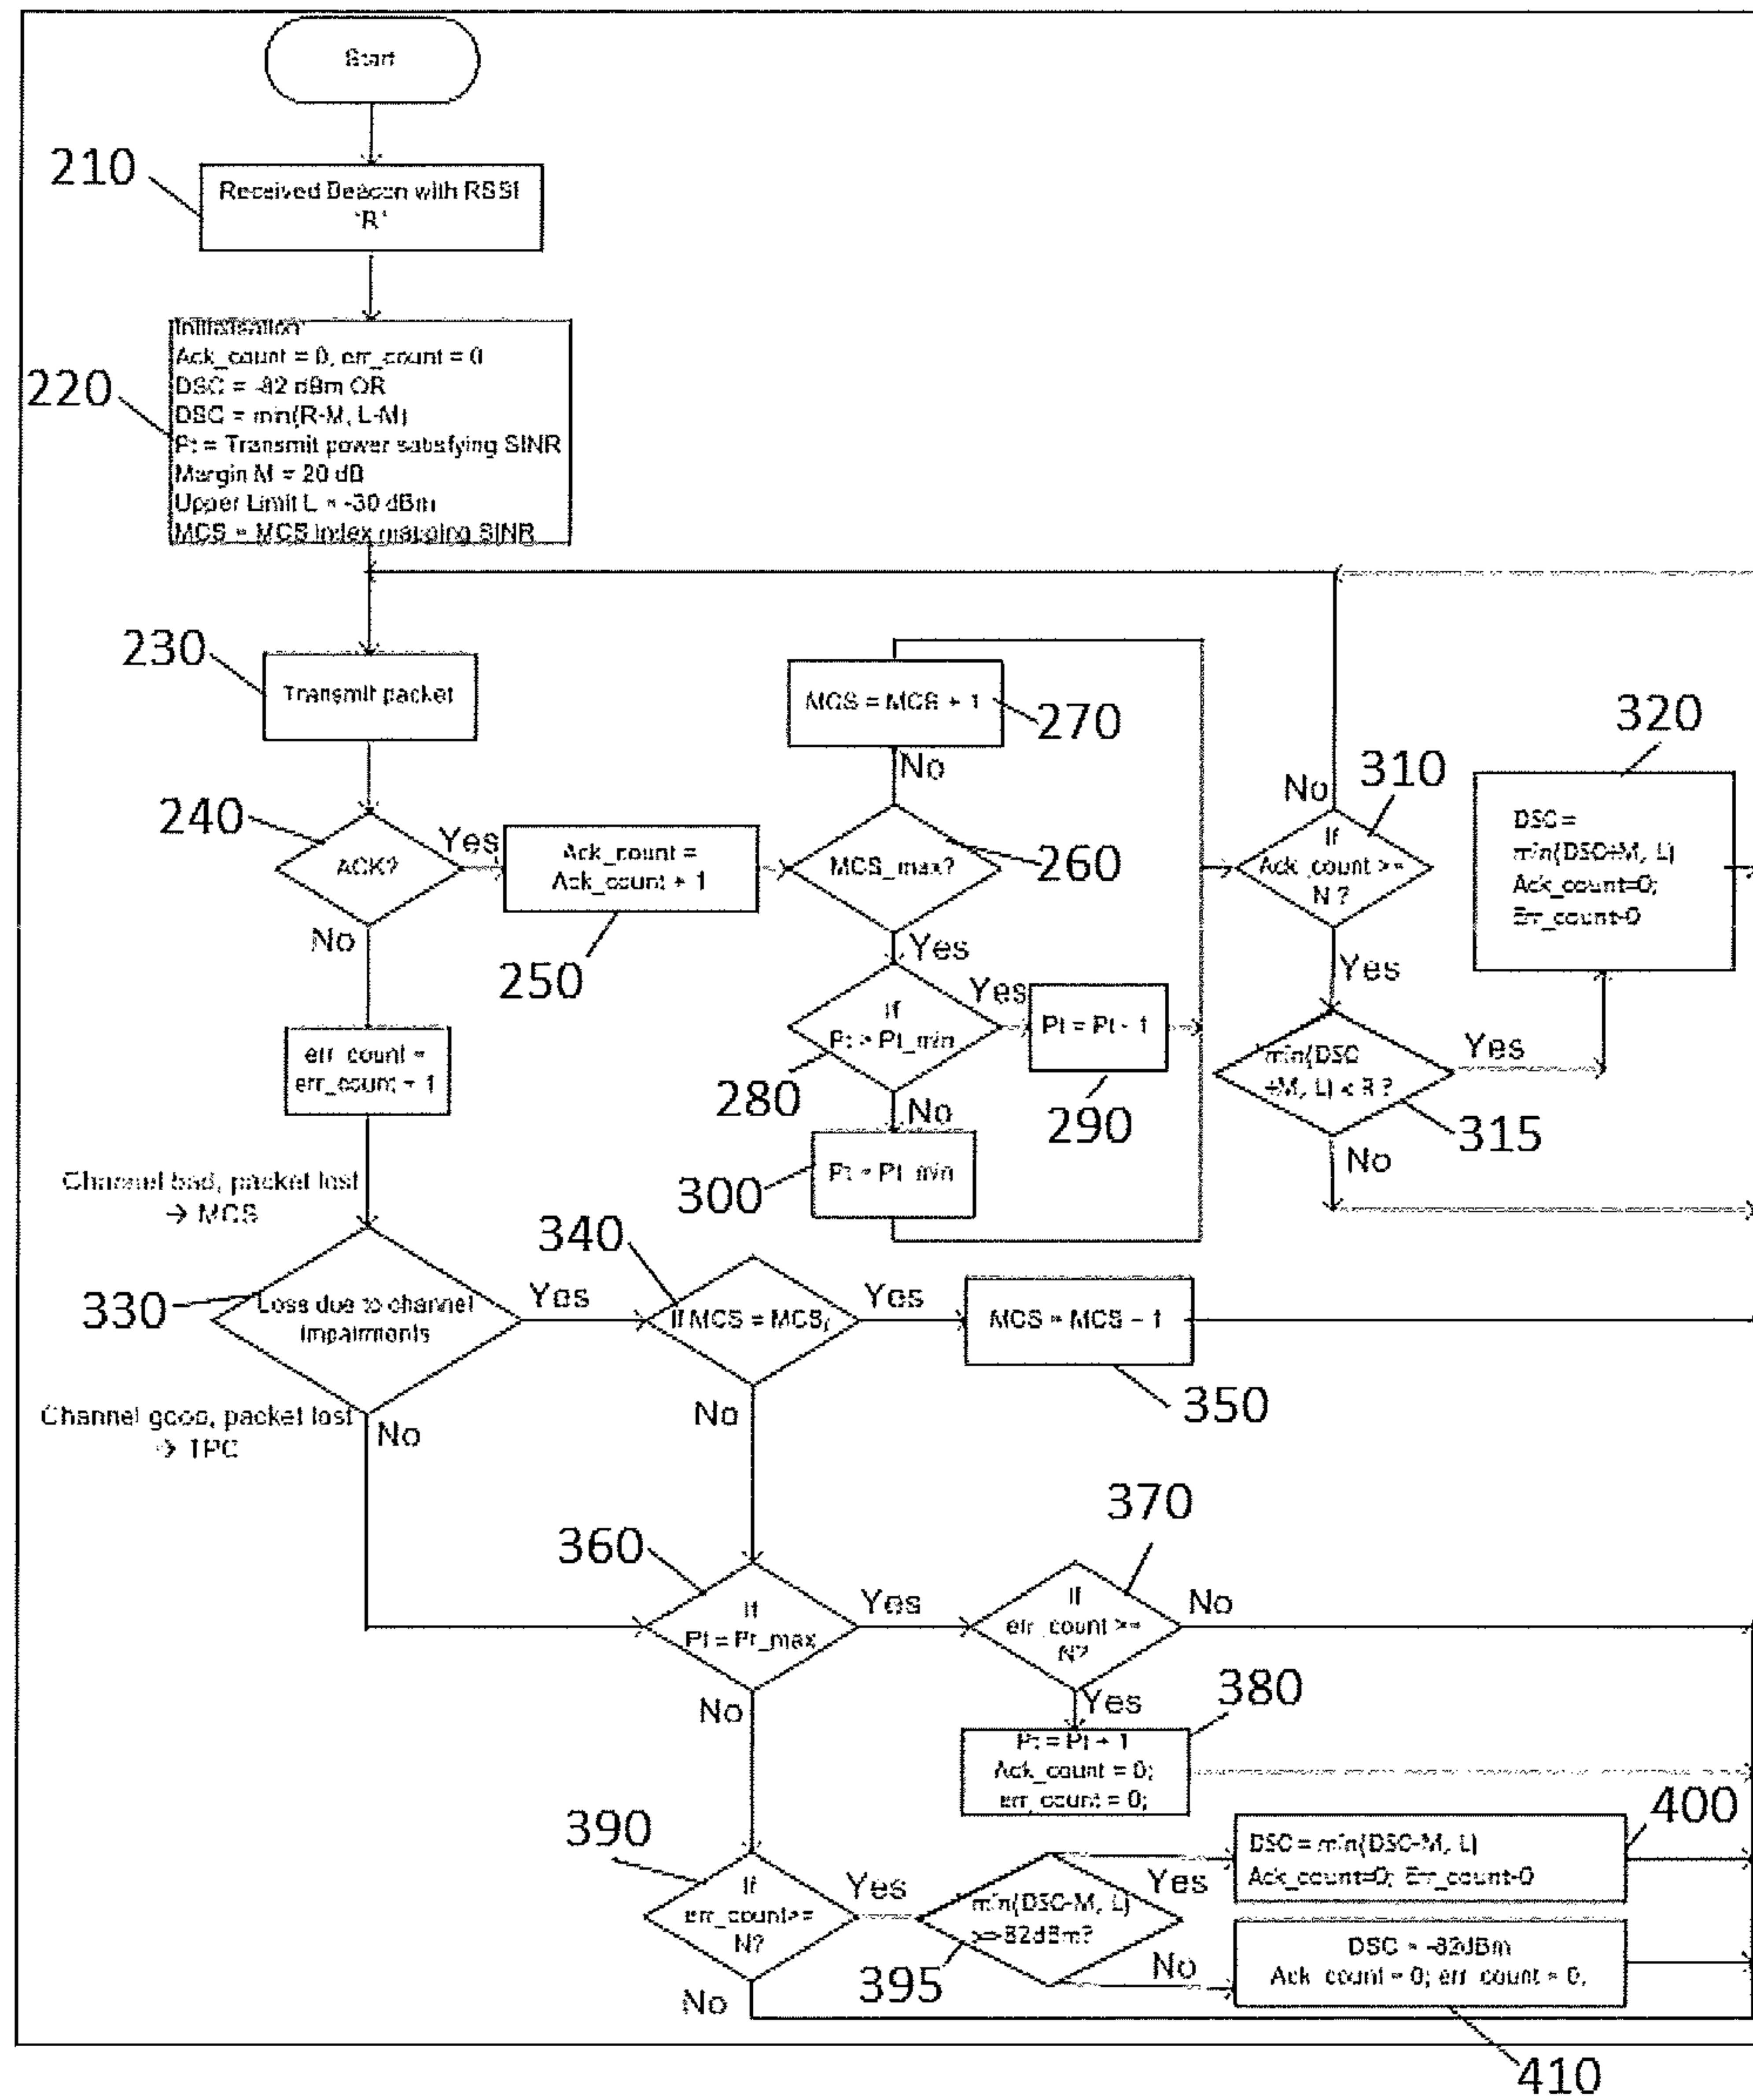 Start
210
Received Beacon with RSSI
'R'
220
Initialisation
Ack_count = 0, err_count = 0
DSC = -82 dBm OR
DSC = min(R-M, L-M)
Pt = Transmit power satisfying SINR
Margin M = 20 dB
Upper Limit L = -30 dBm
MCS = MCS index mapping SINR
230
Transmit packet
240
ACK?
Yes
No
Ack_count =
Ack_count + 1
250
MCS = MCS + 1
270
No
MCS_max?
260
Yes
If
Pt > Pt_min
280
Yes
Pt = Pt - 1
290
No
300
Pt = Pt_min
310
No
If
Ack_count >=
N ?
Yes
min(DSC
+M, L) < R ?
315
Yes
No
320
DSC =
min(DSC+M, L)
Ack_count=0;
Err_count=0
err_count =
err_count + 1
Channel bad, packet lost
→ MCS
330
Loss due to channel
impairments
Yes
Channel good, packet lost
→ TPC
No
340
If MCS = MCS
Yes
MCS = MCS - 1
350
No
360
If
Pt = Pt_max
Yes
No
370
If
err_count >=
N?
No
Yes
380
Pt = Pt + 1
Ack_count = 0;
err_count = 0;
390
If
err_count>=
N?
Yes
No
min(DSC-M, L)
>=-82dBm?
395
Yes
No
400
DSC = min(DSC-M, L)
Ack_count=0; Err_count=0
DSC = -82dBm
Ack_count = 0; err_count = 0;
410